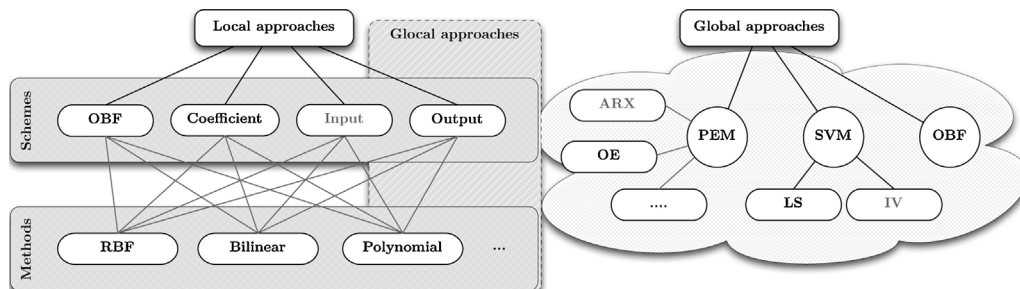 Local approaches
Glocal approaches
Schemes
OBF
Coefficient
Input
Output
Methods
RBF
Bilinear
Polynomial
...
Global approaches
ARX
OE
....
PEM
SVM
OBF
LS
IV